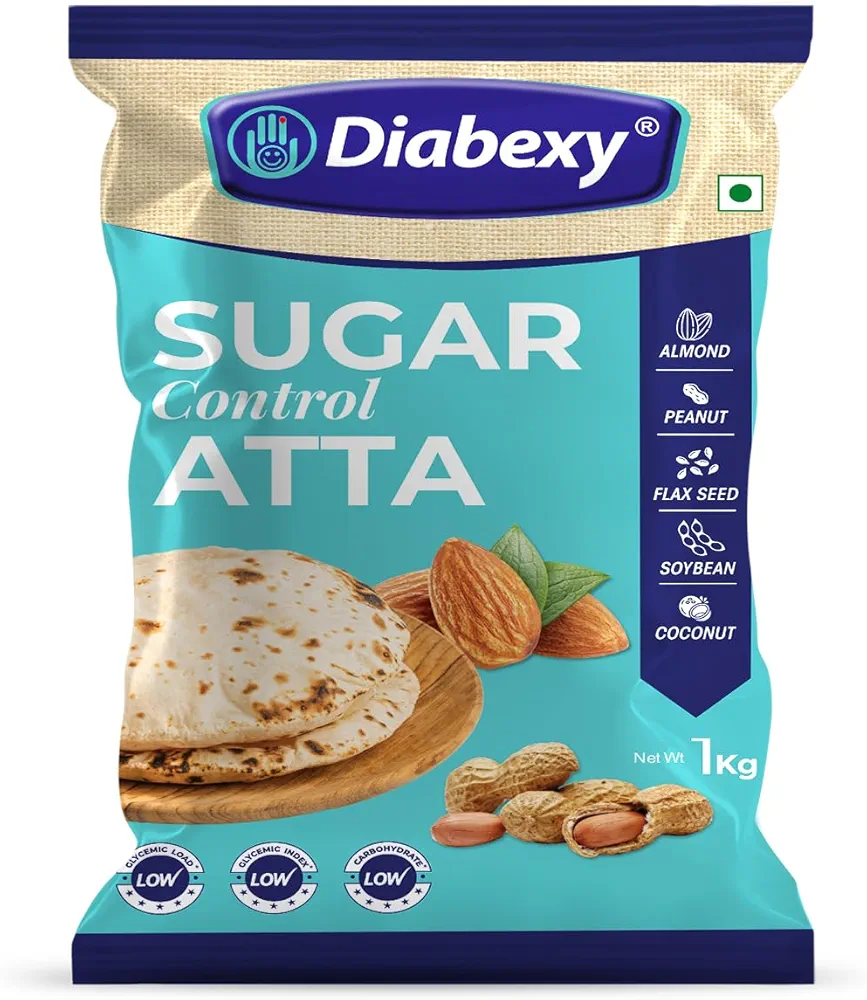 Diabexy®
SUGAR
Control
ATTA
ALMOND
PEANUT
FLAX SEED
SOYBEAN
COCONUT
Net Wt 1Kg
GLYCEMIC LOAD*
LOW
GLYCEMIC INDEX*
LOW
CARBOHYDRATE*
LOW